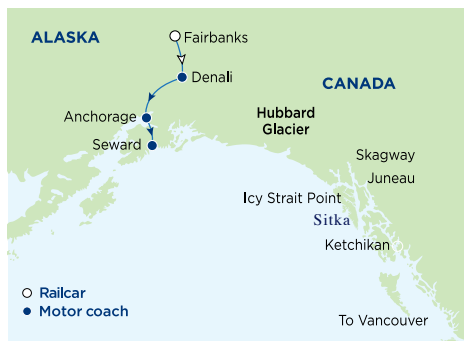 ALASKA
Fairbanks
Denali
CANADA
Anchorage
Hubbard
Glacier
Seward
Skagway
Juneau
Icy Strait Point
Sitka
Ketchikan
Railcar
Motor coach
To Vancouver